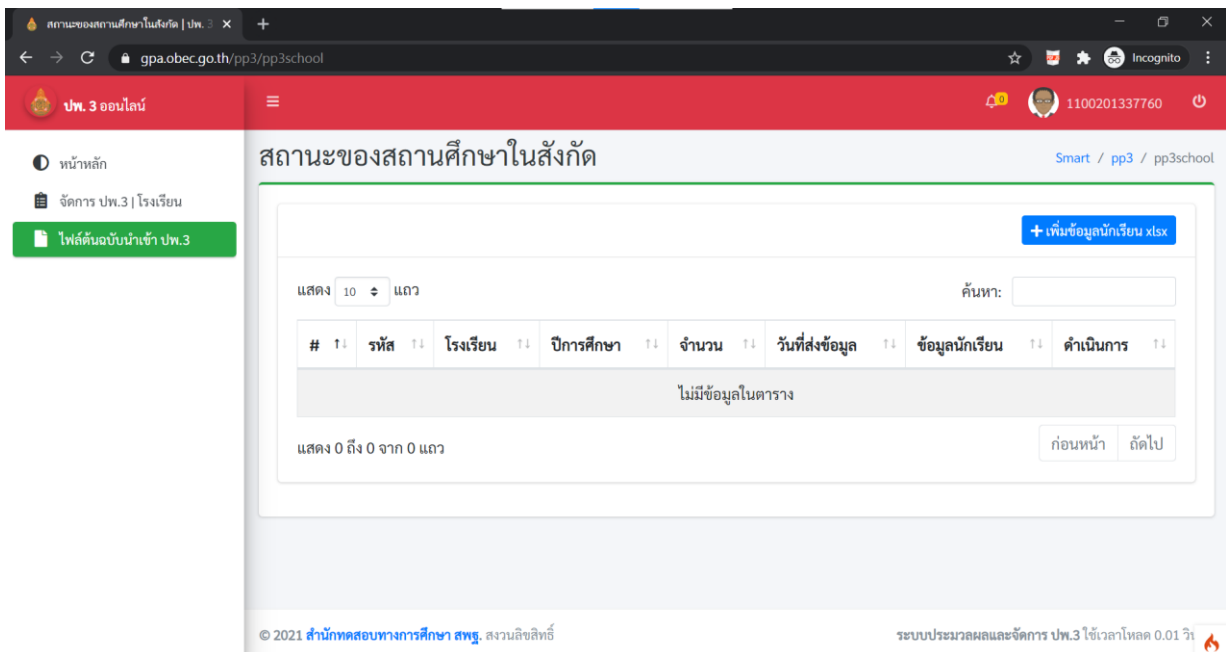 สถานะของสถานศึกษาในสังกัด | ปพ. 3
gpa.obec.go.th/pp3/pp3school
Incognito
ปพ. 3 ออนไลน์
0
1100201337760
หน้าหลัก
จัดการ ปพ.3 | โรงเรียน
ไฟล์ต้นฉบับนำเข้า ปพ.3
สถานะของสถานศึกษาในสังกัด
Smart / pp3 / pp3school
+ เพิ่มข้อมูลนักเรียน xlsx
แสดง 10 แถว
ค้นหา:
# รหัส โรงเรียน ปีการศึกษา จำนวน วันที่ส่งข้อมูล ข้อมูลนักเรียน ดำเนินการ
ไม่มีข้อมูลในตาราง
แสดง 0 ถึง 0 จาก 0 แถว
ก่อนหน้า ถัดไป
© 2021 สำนักทดสอบทางการศึกษา สพฐ. สงวนลิขสิทธิ์
ระบบประมวลผลและจัดการ ปพ.3 ใช้เวลาโหลด 0.01